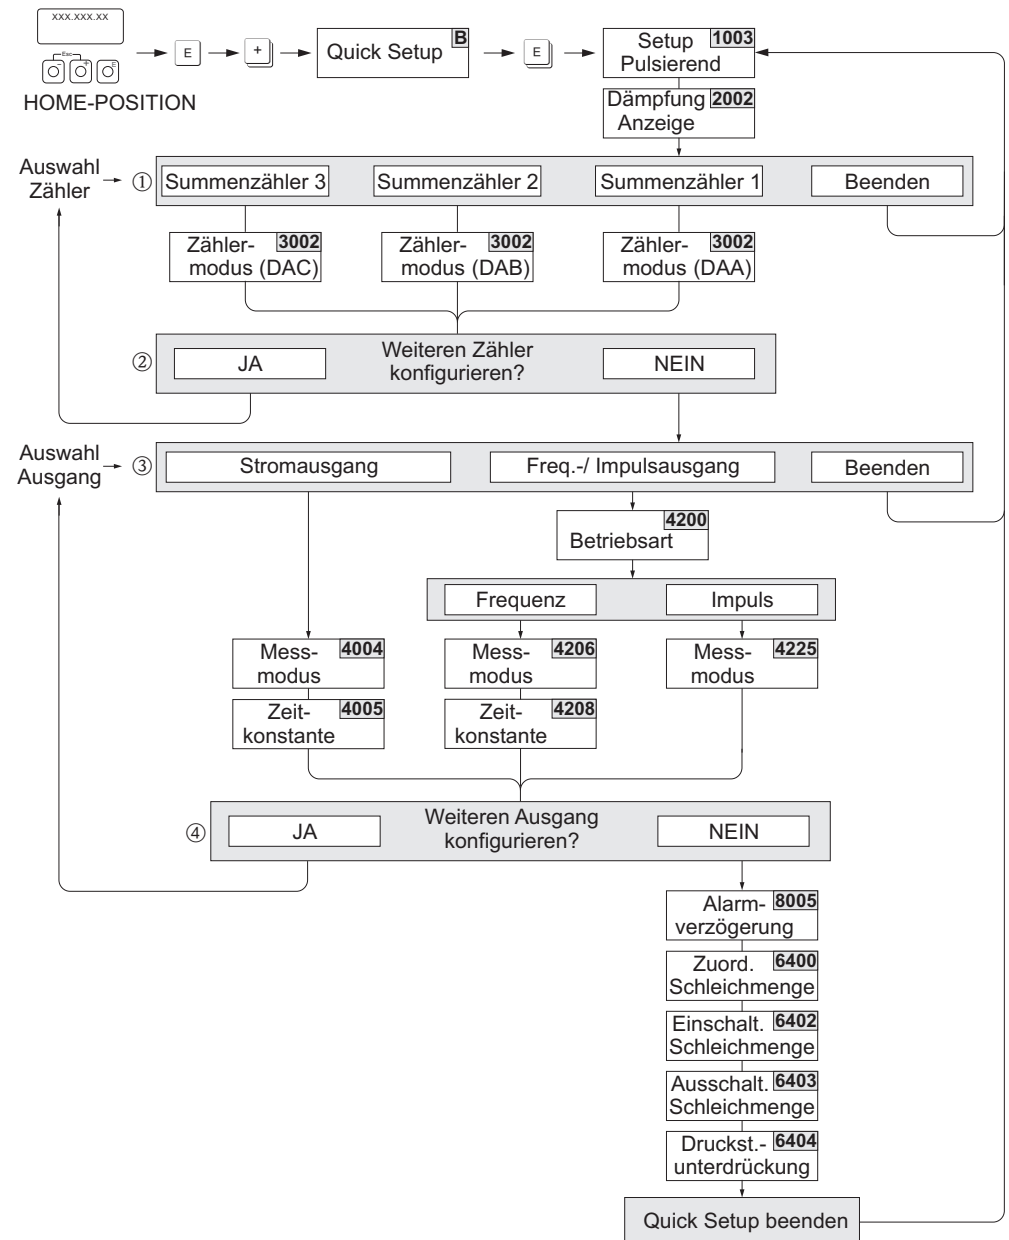 xxx.xxx.xx
Esc
- + E
HOME-POSITION
E
+
Quick Setup B
E
Setup 1003
Pulsierend
Dämpfung 2002
Anzeige
Auswahl
Zähler
① Summenzähler 3 Summenzähler 2 Summenzähler 1 Beenden
Zähler- 3002
modus (DAC)
Zähler- 3002
modus (DAB)
Zähler- 3002
modus (DAA)
② JA
Weiteren Zähler
konfigurieren?
NEIN
Auswahl
Ausgang
③ Stromausgang Freq.-/ Impulsausgang Beenden
4200
Betriebsart
Frequenz Impuls
Mess- 4004
modus
Mess- 4206
modus
Mess- 4225
modus
Zeit- 4005
konstante
Zeit- 4208
konstante
④ JA
Weiteren Ausgang
konfigurieren?
NEIN
Alarm- 8005
verzögerung
Zuord. 6400
Schleichmenge
Einschalt. 6402
Schleichmenge
Ausschalt. 6403
Schleichmenge
Druckst.- 6404
unterdrückung
Quick Setup beenden